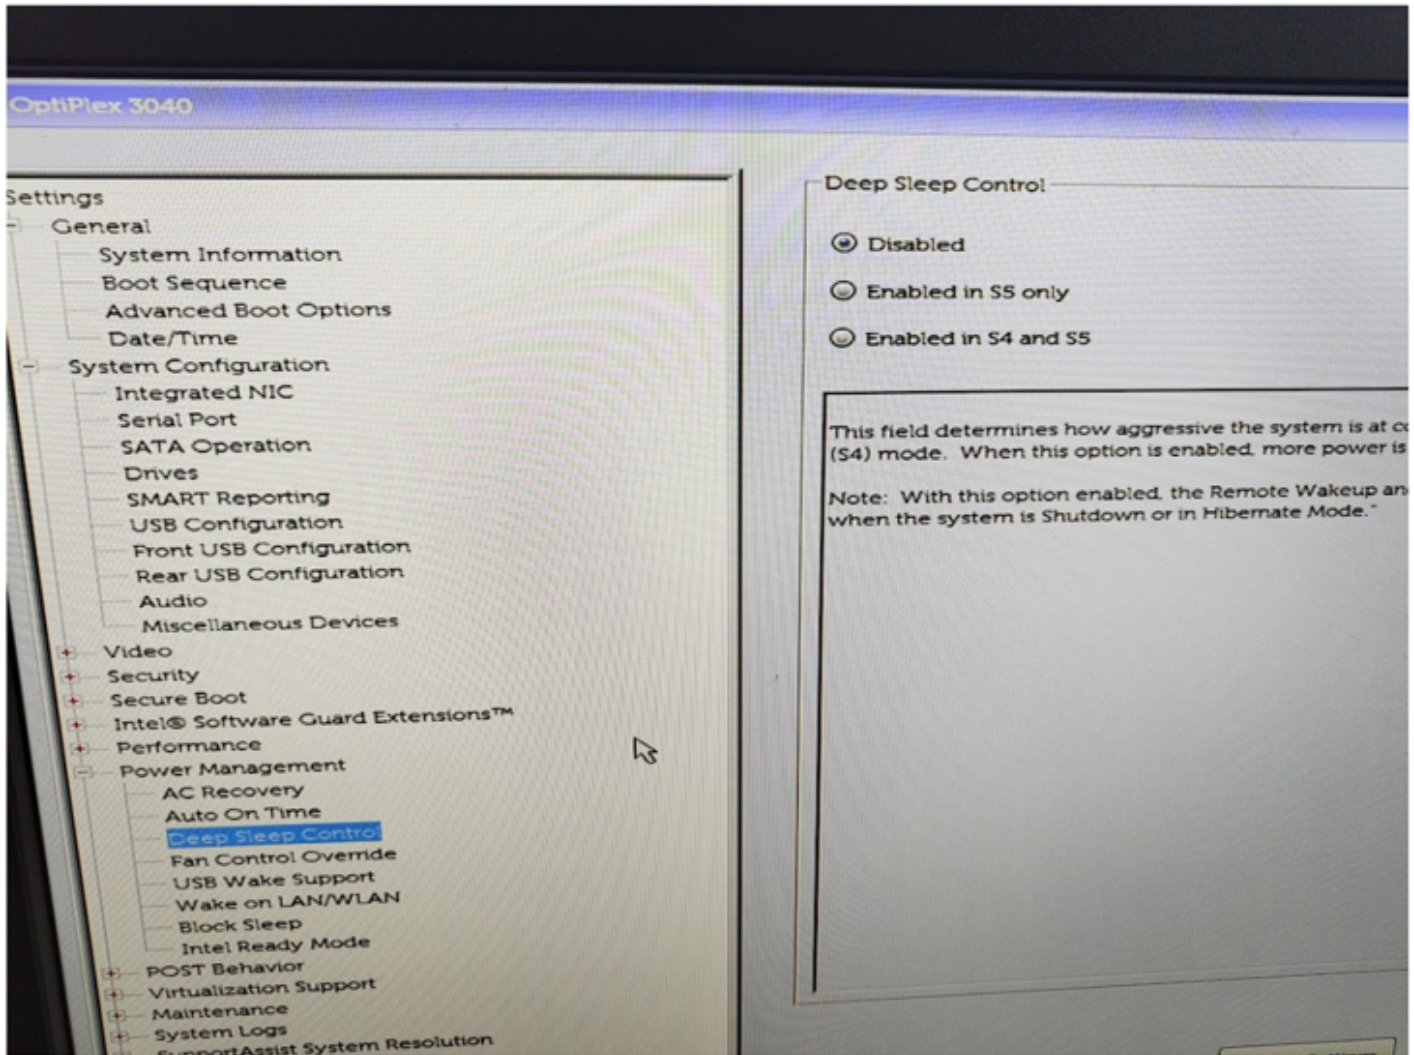 OptiPlex 3040
Settings
General
System Information
Boot Sequence
Advanced Boot Options
Date/Time
System Configuration
Integrated NIC
Serial Port
SATA Operation
Drives
SMART Reporting
USB Configuration
Front USB Configuration
Rear USB Configuration
Audio
Miscellaneous Devices
Video
Security
Secure Boot
Intel® Software Guard Extensions™
Performance
Power Management
AC Recovery
Auto On Time
Deep Sleep Control
Fan Control Override
USB Wake Support
Wake on LAN/WLAN
Block Sleep
Intel Ready Mode
POST Behavior
Virtualization Support
Maintenance
System Logs
SupportAssist System Resolution
Deep Sleep Control
Disabled
Enabled in S5 only
Enabled in S4 and S5
This field determines how aggressive the system is at
(S4) mode. When this option is enabled, more power is
Note: With this option enabled, the Remote Wakeup
when the system is Shutdown or in Hibernate Mode."